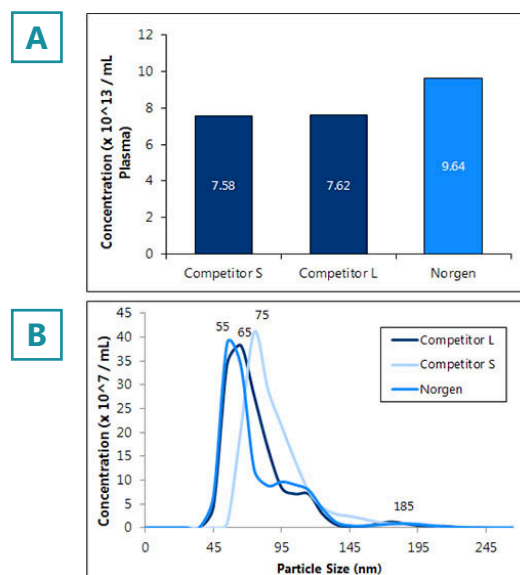 A
Concentration (x 10^13 / mL
Plasma)
12
10
8
6
4
2
0
7.58
7.62
9.64
Competitor S
Competitor L
Norgen
B
Concentration (x 10^7 / mL)
45
40
35
30
25
20
15
10
5
0
55
65
75
185
Competitor L
Competitor S
Norgen
0
45
95
145
195
245
Particle Size (nm)